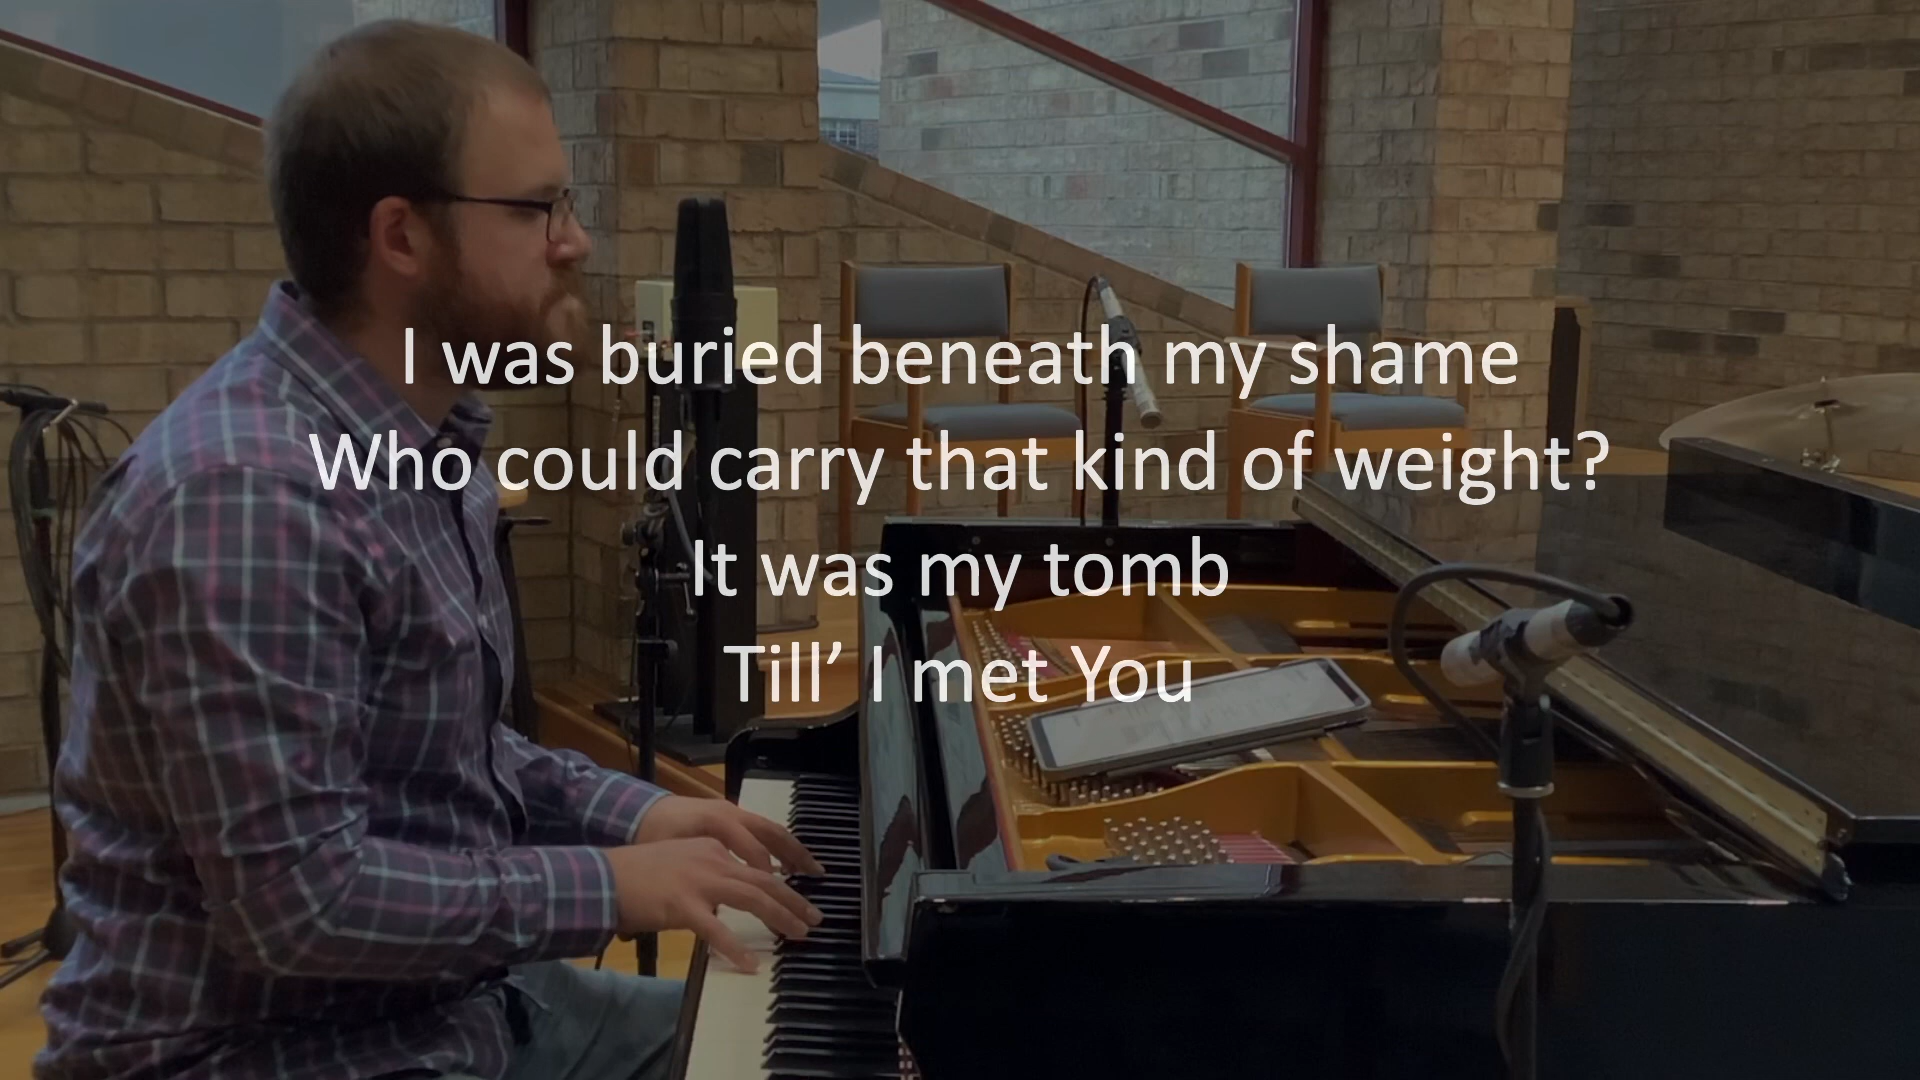 I was buried beneath my shame
Who could carry that kind of weight?
It was my tomb
Till’ I met You